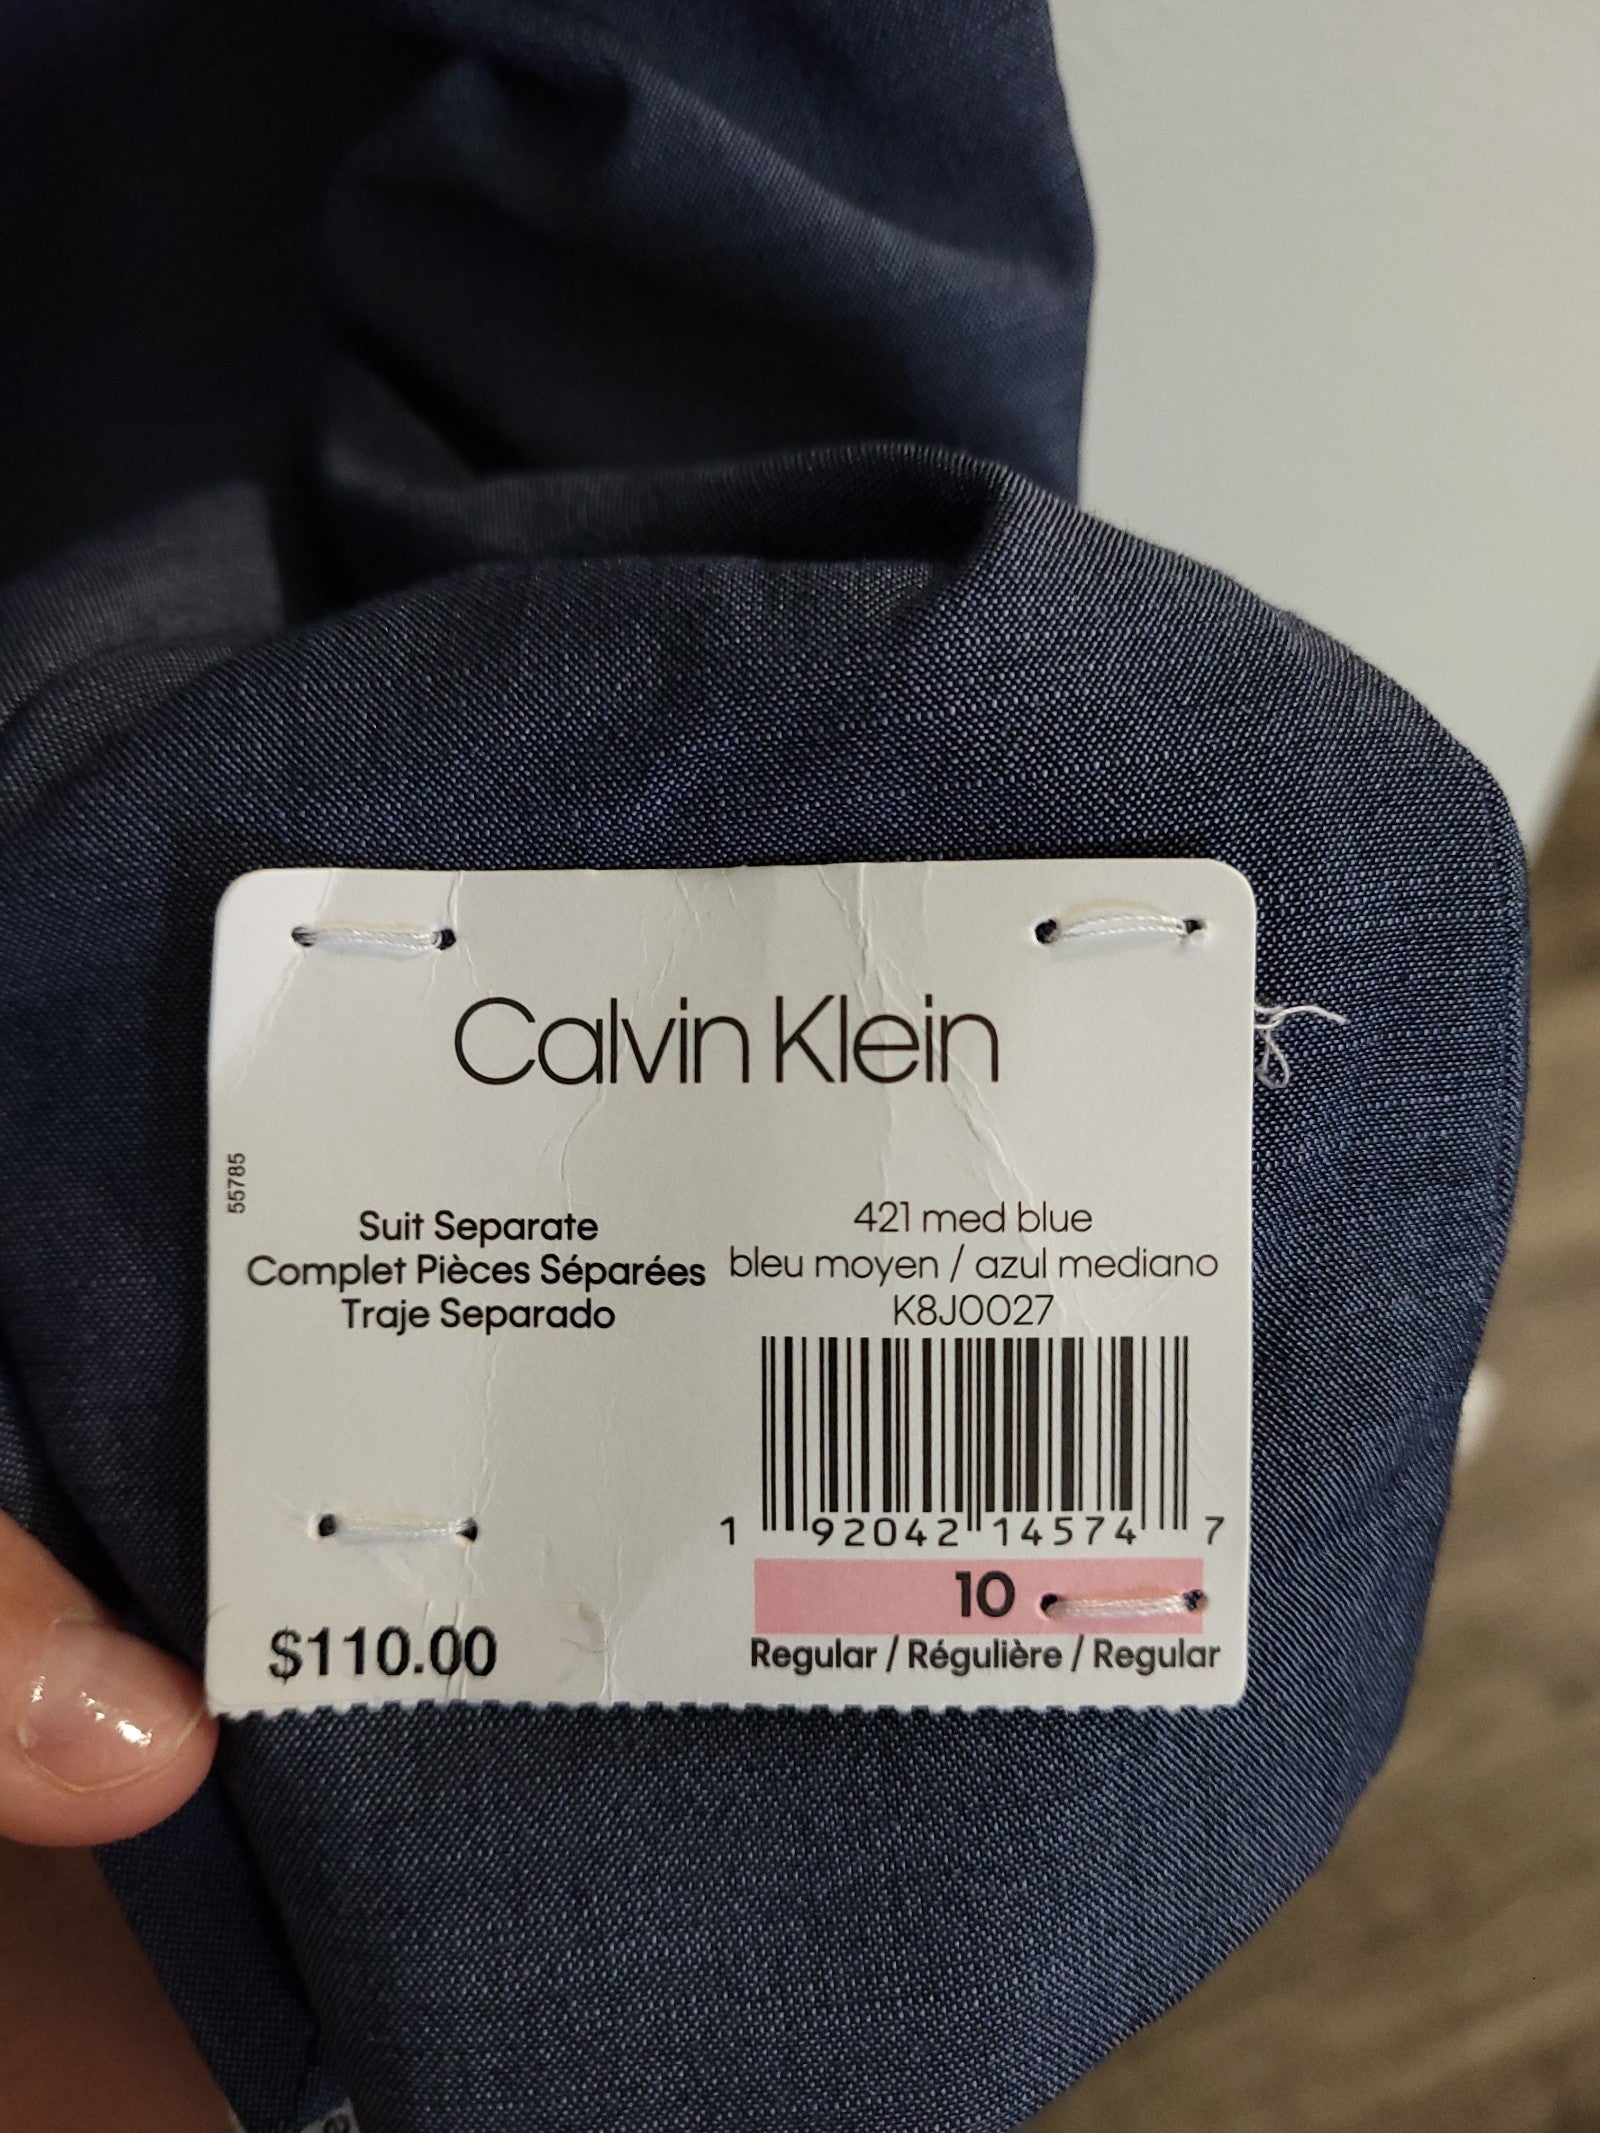 Calvin Klein
55785
Suit Separate
Complet Pièces Séparées
Traje Separado
421 med blue
bleu moyen / azul mediano
K8J0027
1 92042 14574 7
10
$110.00
Regular / Régulière / Regular